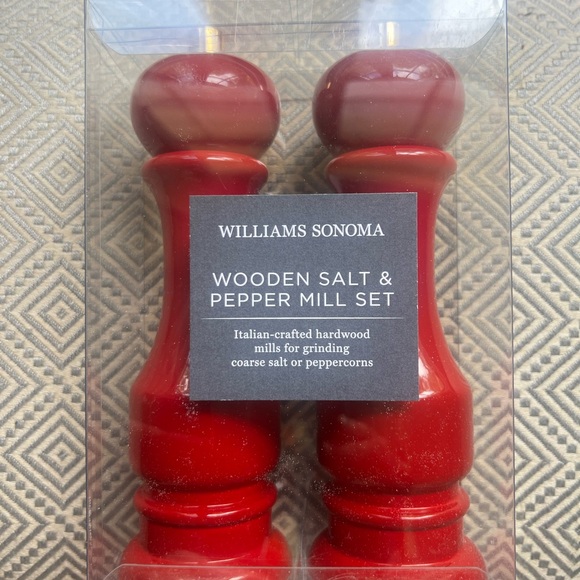 WILLIAMS SONOMA
WOODEN SALT &
PEPPER MILL SET
Italian-crafted hardwood
mills for grinding
coarse salt or peppercorns